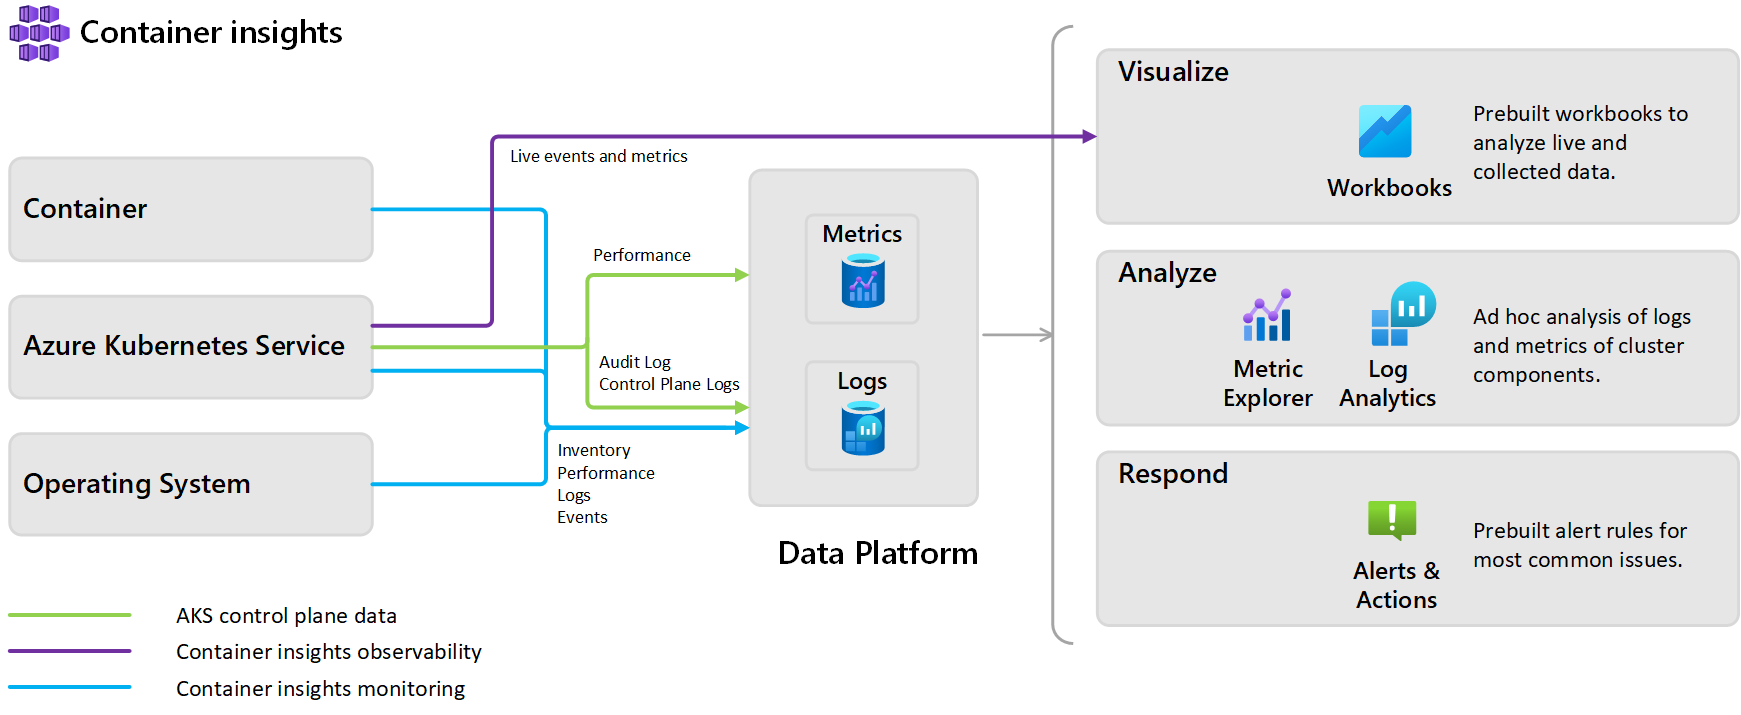 Container insights
Container
Azure Kubernetes Service
Operating System
Live events and metrics
Performance
Audit Log
Control Plane Logs
Inventory
Performance
Logs
Events
Metrics
Logs
Data Platform
Visualize
Workbooks
Prebuilt workbooks to
analyze live and
collected data.
Analyze
Metric
Explorer
Log
Analytics
Ad hoc analysis of logs
and metrics of cluster
components.
Respond
Alerts &
Actions
Prebuilt alert rules for
most common issues.
AKS control plane data
Container insights observability
Container insights monitoring